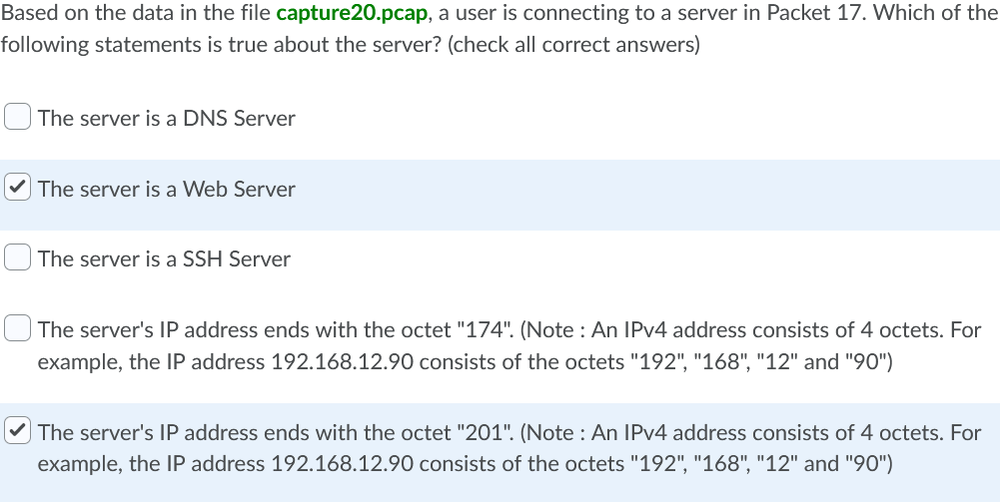 Based on the data in the file capture20.pcap, a user is connecting to a server in Packet 17. Which of the
following statements is true about the server? (check all correct answers)
The server is a DNS Server
The server is a Web Server
The server is a SSH Server
The server's IP address ends with the octet "174". (Note : An IPv4 address consists of 4 octets. For
example, the IP address 192.168.12.90 consists of the octets "192", "168", "12" and "90")
The server's IP address ends with the octet "201". (Note : An IPv4 address consists of 4 octets. For
example, the IP address 192.168.12.90 consists of the octets "192", "168", "12" and "90")